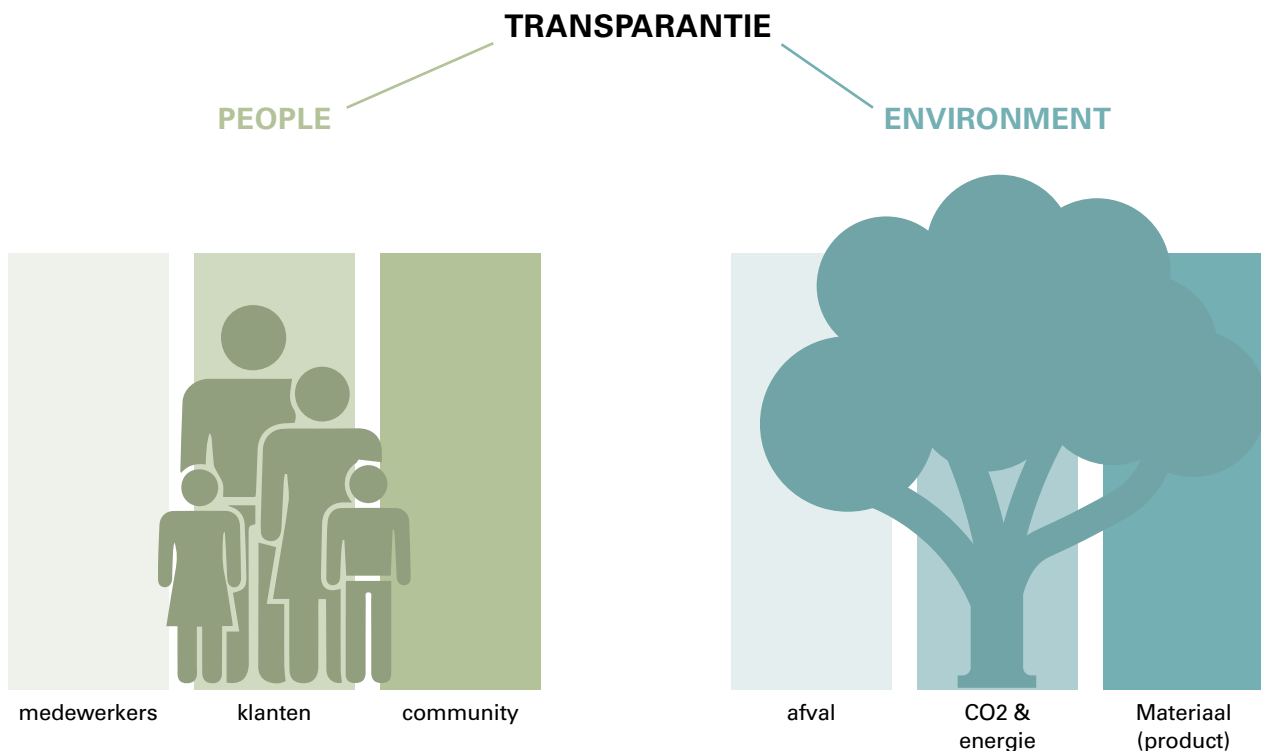 TRANSPARANTIE
PEOPLE
ENVIRONMENT
medewerkers
klanten
community
afval
CO2 &
energie
Materiaal
(product)